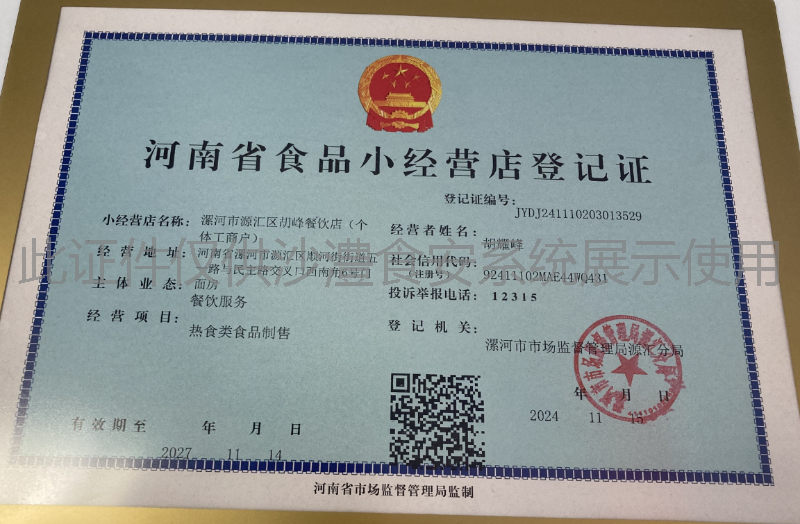 河南省食品小经营店登记证
登记证编号：
JYDJ241110203013529
小经营店名称：
漯河市源汇区胡峰餐饮店（个
体工商户）
经营地址：
河南省漯河市源汇区
路与民主路交叉口西南角6号口
主体业态：
面房
餐饮服务
经营项目：
热食类食品制售
经营者姓名：
胡耀峰
社会信用代码：
（注册号）
92411102MAE44WQ431
投诉举报电话：12315
登记机关：
漯河市市场监督管理局源汇分局
年 月 日
2024 11 15
有效期至 年 月 日
2027 11 14
河南省市场监督管理局监制
此证件仅供沙澧食安系统展示使用